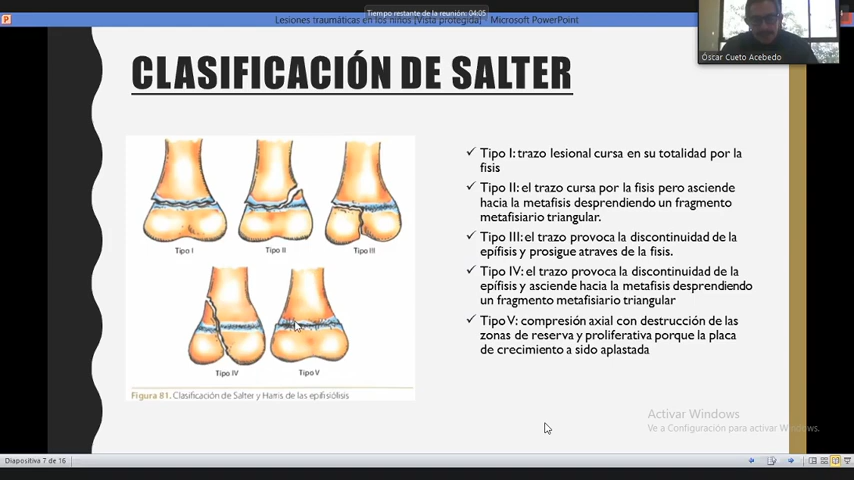 Tiempo restante de la reunión: 04:05
Lesiones traumáticas en los niños [Vista protegida] - Microsoft PowerPoint
Óscar Cueto Acebedo
CLASIFICACIÓN DE SALTER
Tipo I
Tipo II
Tipo III
Tipo IV
Tipo V
Figura 81. Clasificación de Salter y Harris de las epifisiólisis
✓ Tipo I: trazo lesional cursa en su totalidad por la
fisis
✓ Tipo II: el trazo cursa por la fisis pero asciende
hacia la metafisis desprendiendo un fragmento
metafisiario triangular.
✓ Tipo III: el trazo provoca la discontinuidad de la
epífisis y prosigue atraves de la fisis.
✓ Tipo IV: el trazo provoca la discontinuidad de la
epífisis y asciende hacia la metafisis desprendiendo
un fragmento metafisiario triangular
✓ Tipo V: compresión axial con destrucción de las
zonas de reserva y proliferativa porque la placa
de crecimiento a sido aplastada
Activar Windows
Ve a Configuración para activar Windows.
Diapositiva 7 de 16